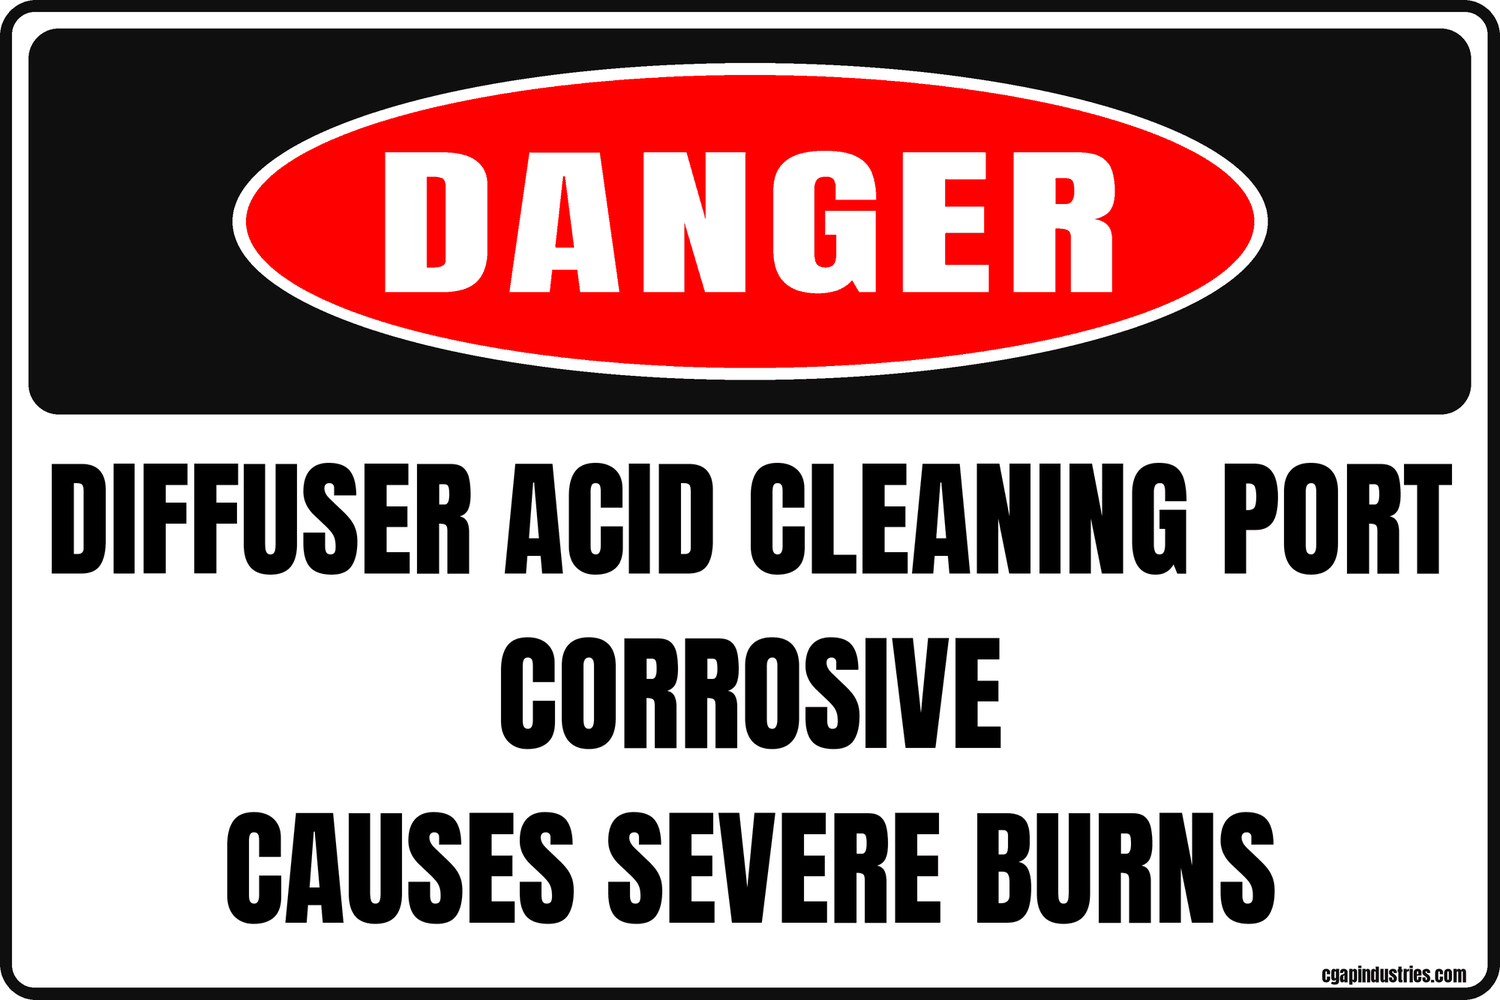 DANGER
DIFFUSER ACID CLEANING PORT
CORROSIVE
CAUSES SEVERE BURNS
cgapindustries.com